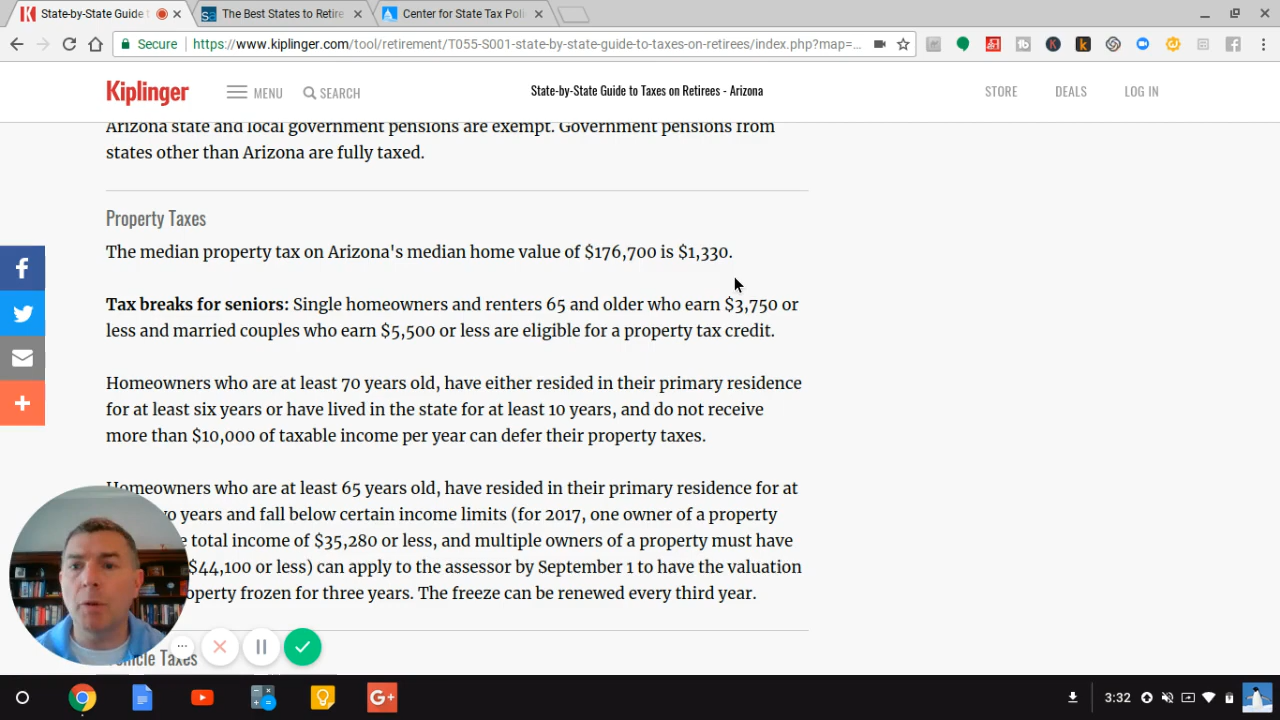 State-by-State Guide t
The Best States to Retire
Center for State Tax Poli
Secure
https://www.kiplinger.com/tool/retirement/T055-S001-state-by-state-guide-to-taxes-on-retirees/index.php?map=...
Kiplinger
MENU
SEARCH
State-by-State Guide to Taxes on Retirees - Arizona
STORE
DEALS
LOG IN
Arizona state and local government pensions are exempt. Government pensions from
states other than Arizona are fully taxed.
Property Taxes
The median property tax on Arizona's median home value of $176,700 is $1,330.
Tax breaks for seniors: Single homeowners and renters 65 and older who earn $3,750 or
less and married couples who earn $5,500 or less are eligible for a property tax credit.
Homeowners who are at least 70 years old, have either resided in their primary residence
for at least six years or have lived in the state for at least 10 years, and do not receive
more than $10,000 of taxable income per year can defer their property taxes.
Homeowners who are at least 65 years old, have resided in their primary residence for at
years and fall below certain income limits (for 2017, one owner of a property
total income of $35,280 or less, and multiple owners of a property must have
$44,100 or less) can apply to the assessor by September 1 to have the valuation
frozen for three years. The freeze can be renewed every third year.
Taxes
3:32